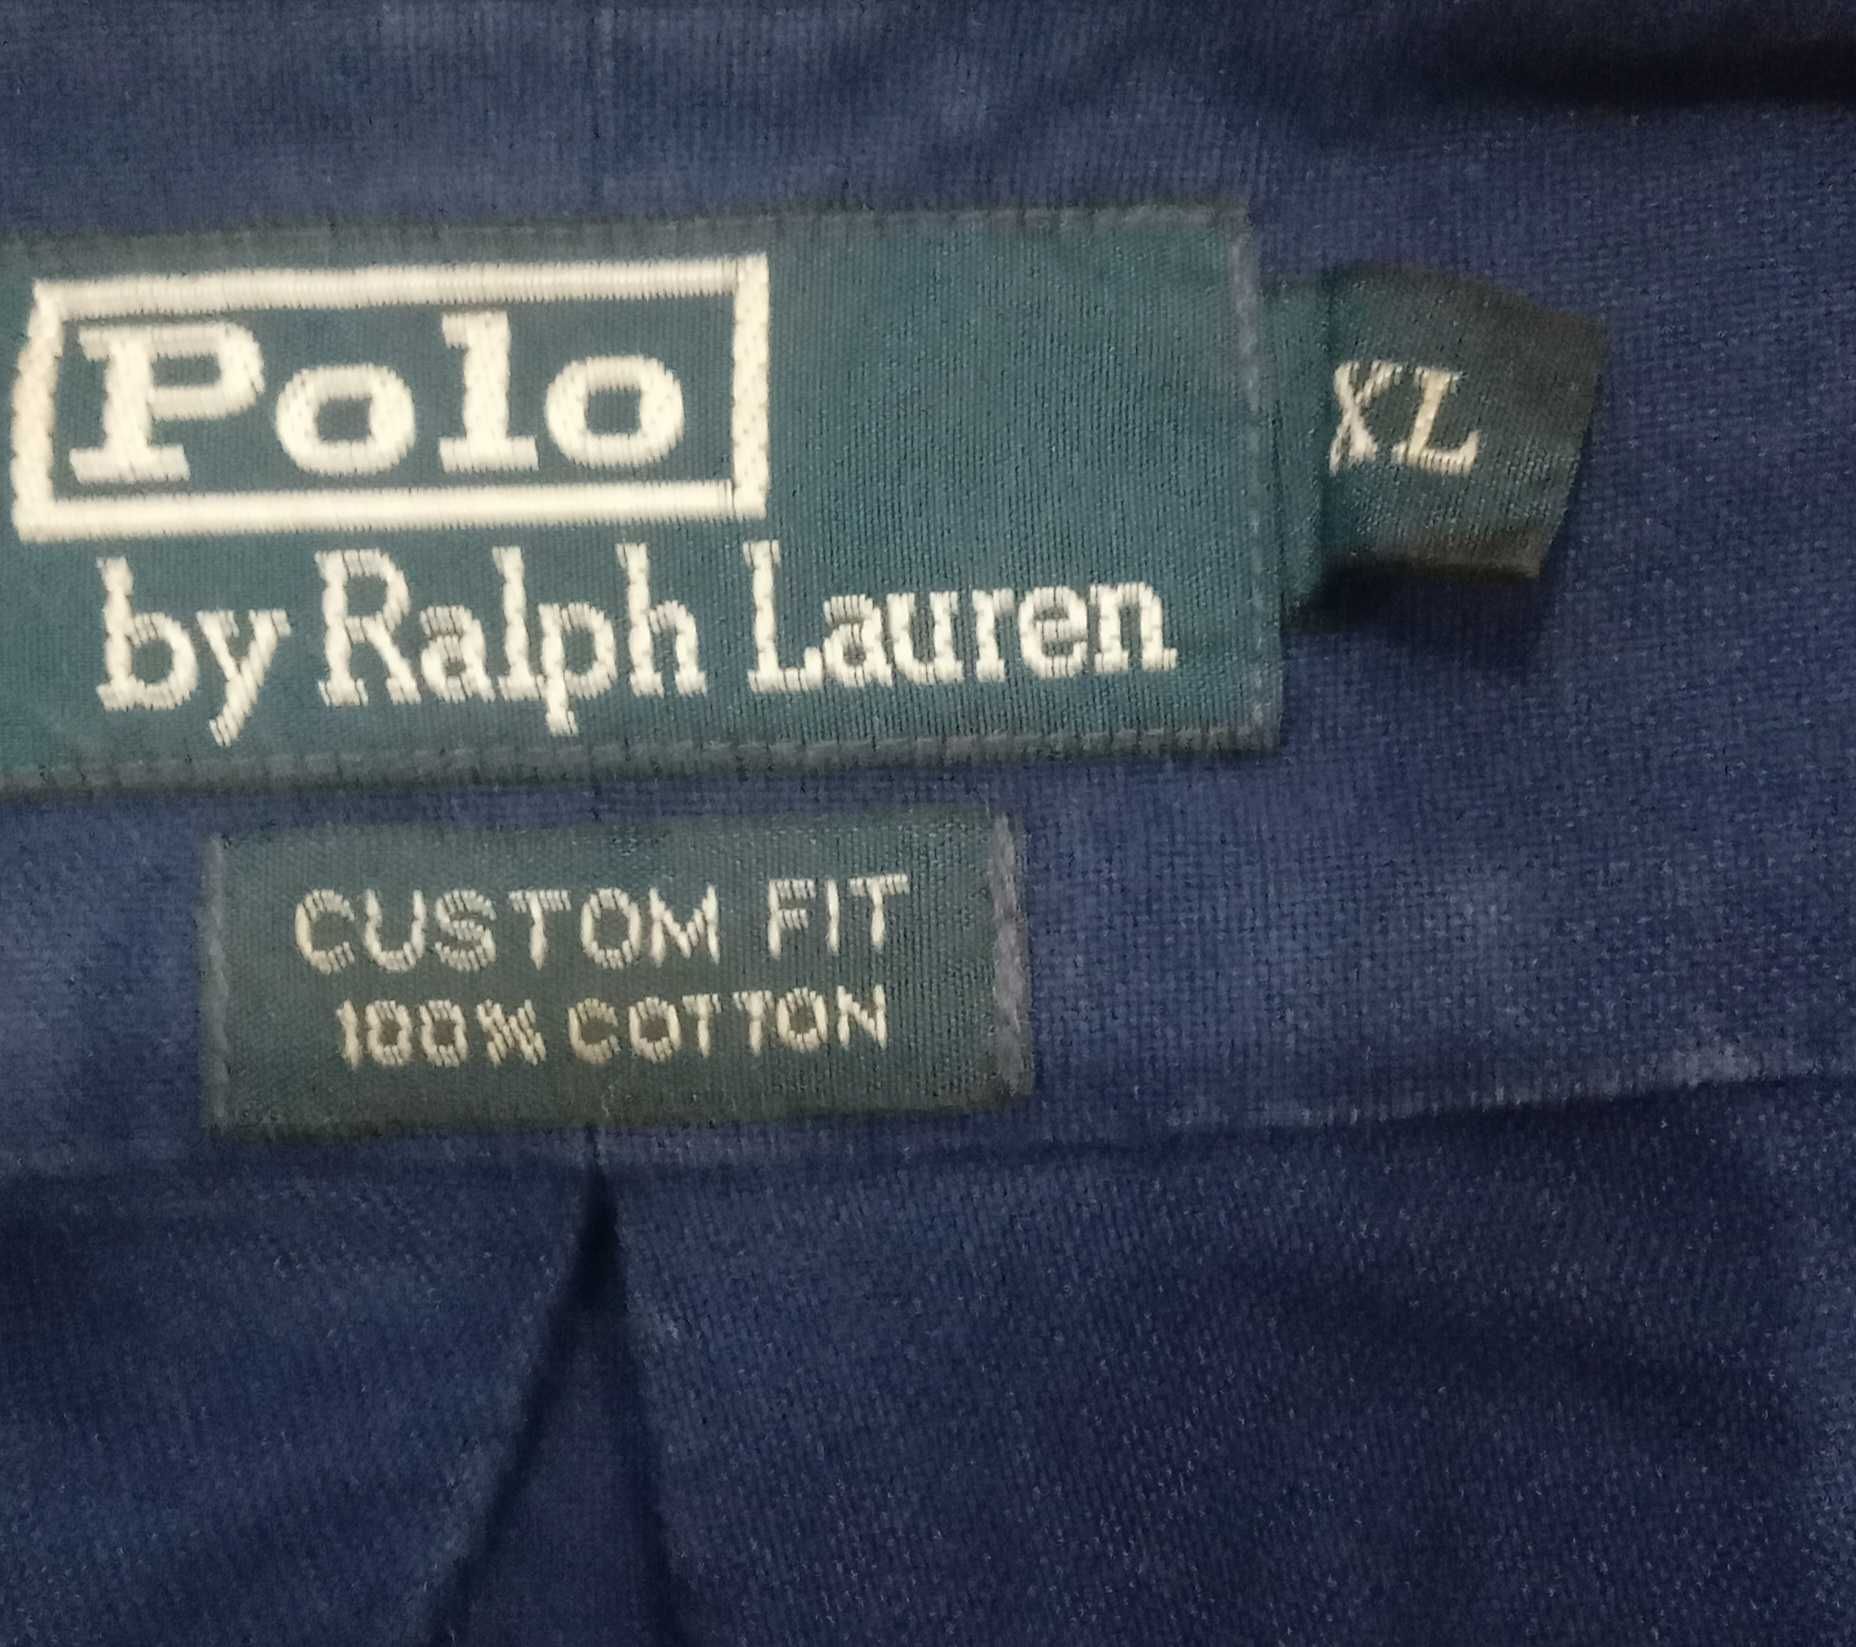 Polo
by Ralph Lauren
XL
CUSTOM FIT
100% COTTON